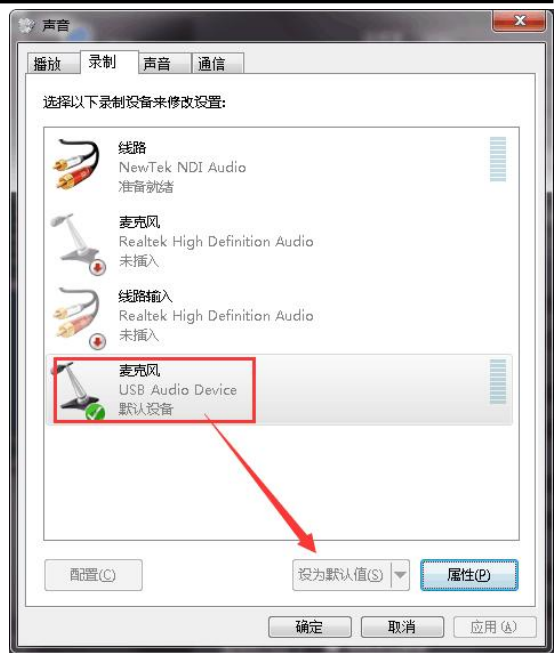 声音
播放 录制 声音 通信
选择以下录制设备来修改设置:
线路
NewTek NDI Audio
准备就绪
麦克风
Realtek High Definition Audio
未插入
线路输入
Realtek High Definition Audio
未插入
麦克风
USB Audio Device
默认设备
配置(C) 设为默认值(S) 属性(P)
确定 取消 应用(A)